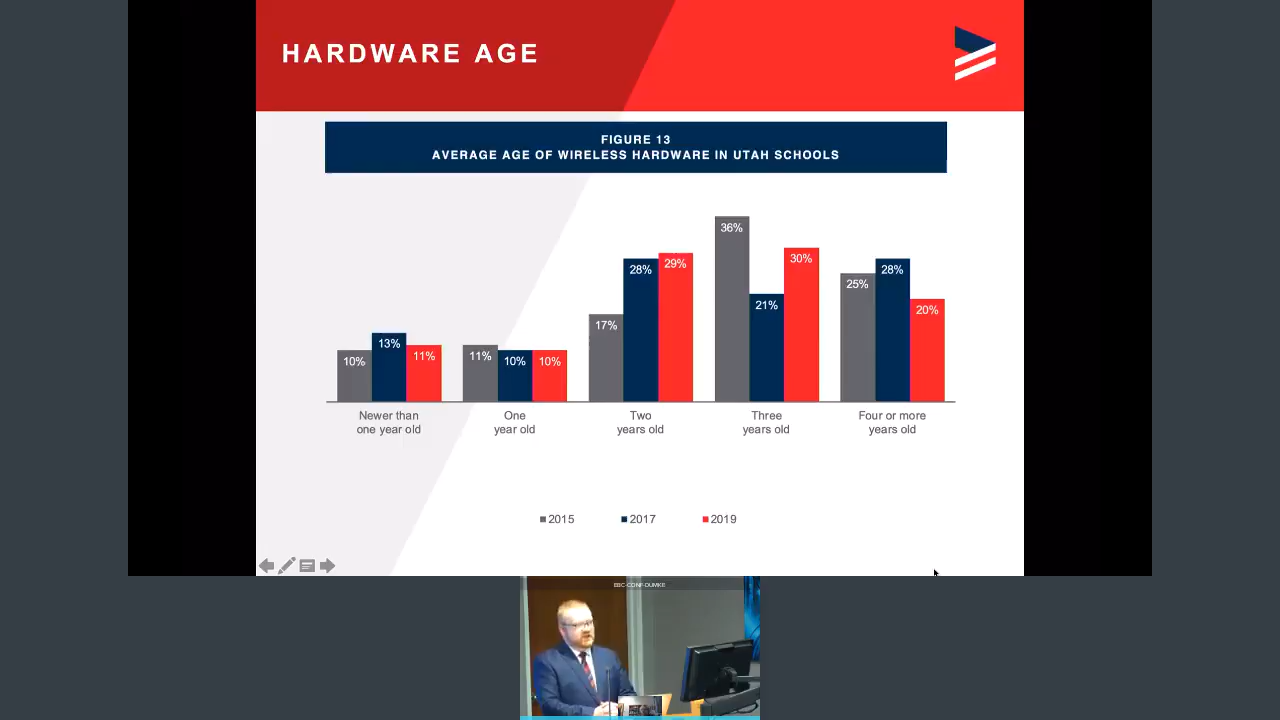 HARDWARE AGE
FIGURE 13
AVERAGE AGE OF WIRELESS HARDWARE IN UTAH SCHOOLS
10%
13%
11%
11%
10%
10%
17%
28%
29%
36%
21%
30%
25%
28%
20%
Newer than
one year old
One
year old
Two
years old
Three
years old
Four or more
years old
2015
2017
2019